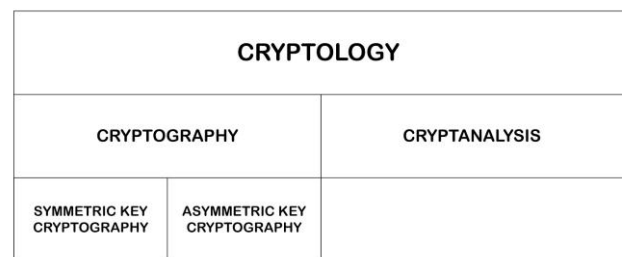 CRYPTOLOGY
CRYPTOGRAPHY
CRYPTANALYSIS
SYMMETRIC KEY
CRYPTOGRAPHY
ASYMMETRIC KEY
CRYPTOGRAPHY